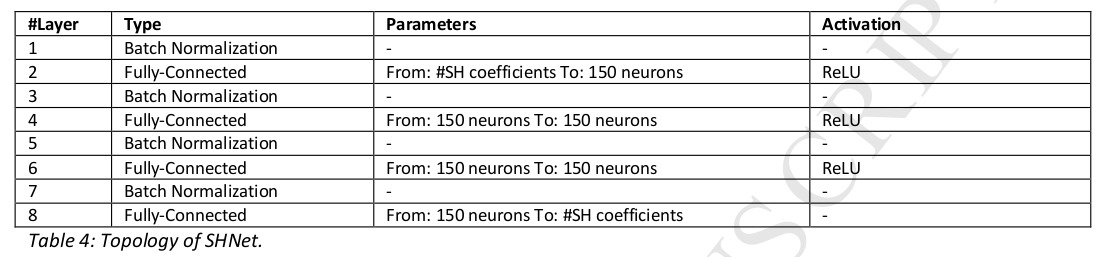 #Layer Type Parameters Activation
1 Batch Normalization - -
2 Fully-Connected From: #SH coefficients To: 150 neurons ReLU
3 Batch Normalization - -
4 Fully-Connected From: 150 neurons To: 150 neurons ReLU
5 Batch Normalization - -
6 Fully-Connected From: 150 neurons To: 150 neurons ReLU
7 Batch Normalization - -
8 Fully-Connected From: 150 neurons To: #SH coefficients -
Table 4: Topology of SHNet.